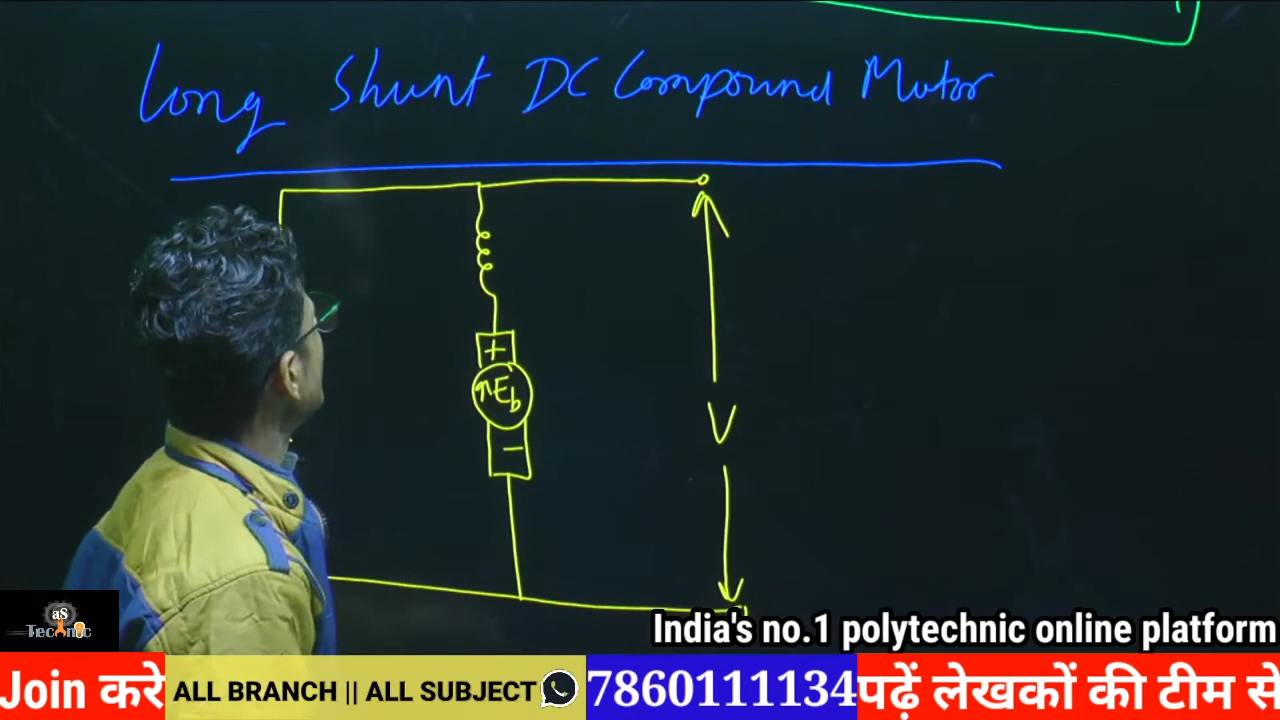 Long Shunt DC Compound Motor
+
Eb
V
−
aS
Teconic
India's no.1 polytechnic online platform
Join करे ALL BRANCH || ALL SUBJECT 7860111134 पढ़ें लेखकों की टीम से